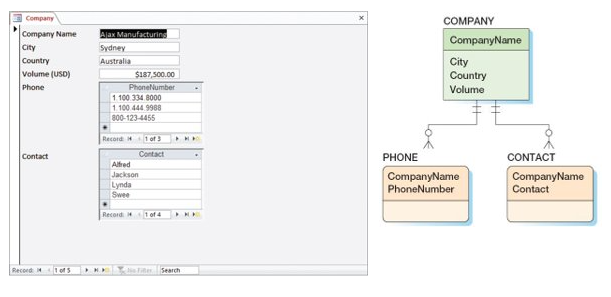 Company
Company Name
Ajax Manufacturing
City
Sydney
Country
Australia
Volume (USD)
$187,500.00
Phone
PhoneNumber
1.100.334.8000
1.100.444.9988
800-123-4455
Record: 1 of 3
Contact
Contact
Alfred
Jackson
Lynda
Swee
Record: 1 of 4
Record: 1 of 5 No Filter Search
COMPANY
CompanyName
City
Country
Volume
PHONE
CompanyName
PhoneNumber
CONTACT
CompanyName
Contact